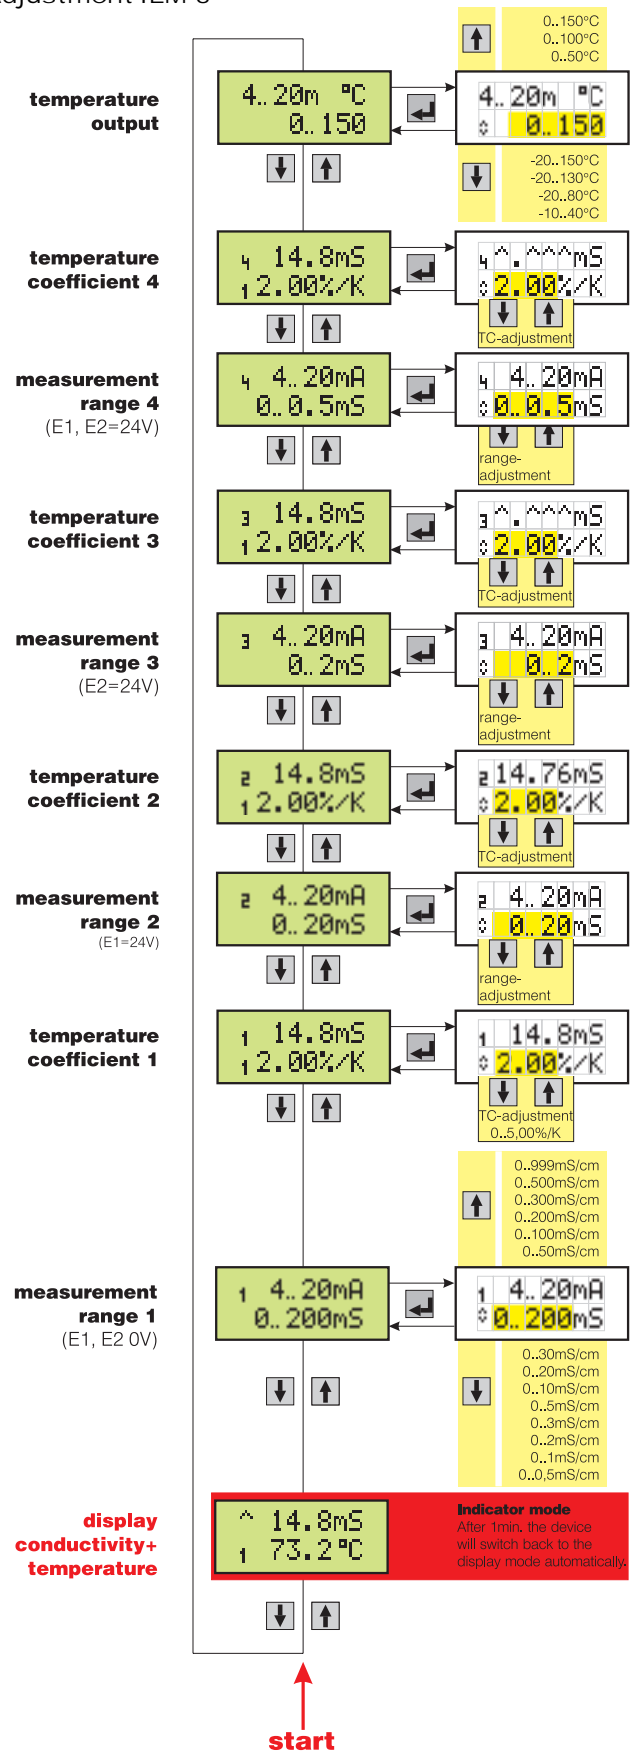 0..150°C
0..100°C
0..50°C
temperature
output
4..20m °C
0..150
4..20m °C
0..150
-20..150°C
-20..130°C
-20..80°C
-10..40°C
temperature
coefficient 4
4 14.8mS
1 2.00%/K
4 ^.^^^mS
2.00%/K
TC-adjustment
measurement
range 4
(E1, E2=24V)
4 4..20mA
0..0.5mS
4 4..20mA
0..0.5mS
range-
adjustment
temperature
coefficient 3
3 14.8mS
1 2.00%/K
3 ^.^^^mS
2.00%/K
TC-adjustment
measurement
range 3
(E2=24V)
3 4..20mA
0..2mS
3 4..20mA
0..2mS
range-
adjustment
temperature
coefficient 2
2 14.8mS
1 2.00%/K
2 14.76mS
2.00%/K
TC-adjustment
measurement
range 2
(E1=24V)
2 4..20mA
0..20mS
2 4..20mA
0..20mS
range-
adjustment
temperature
coefficient 1
1 14.8mS
1 2.00%/K
1 14.8mS
2.00%/K
TC-adjustment
0..5,00%/K
0..999mS/cm
0..500mS/cm
0..300mS/cm
0..200mS/cm
0..100mS/cm
0..50mS/cm
measurement
range 1
(E1, E2 0V)
1 4..20mA
0..200mS
1 4..20mA
0..200mS
0..30mS/cm
0..20mS/cm
0..10mS/cm
0..5mS/cm
0..3mS/cm
0..2mS/cm
0..1mS/cm
0..0,5mS/cm
display
conductivity+
temperature
^ 14.8mS
1 73.2°C
Indicator mode
After 1min. the device
will switch back to the
display mode automatically.
start